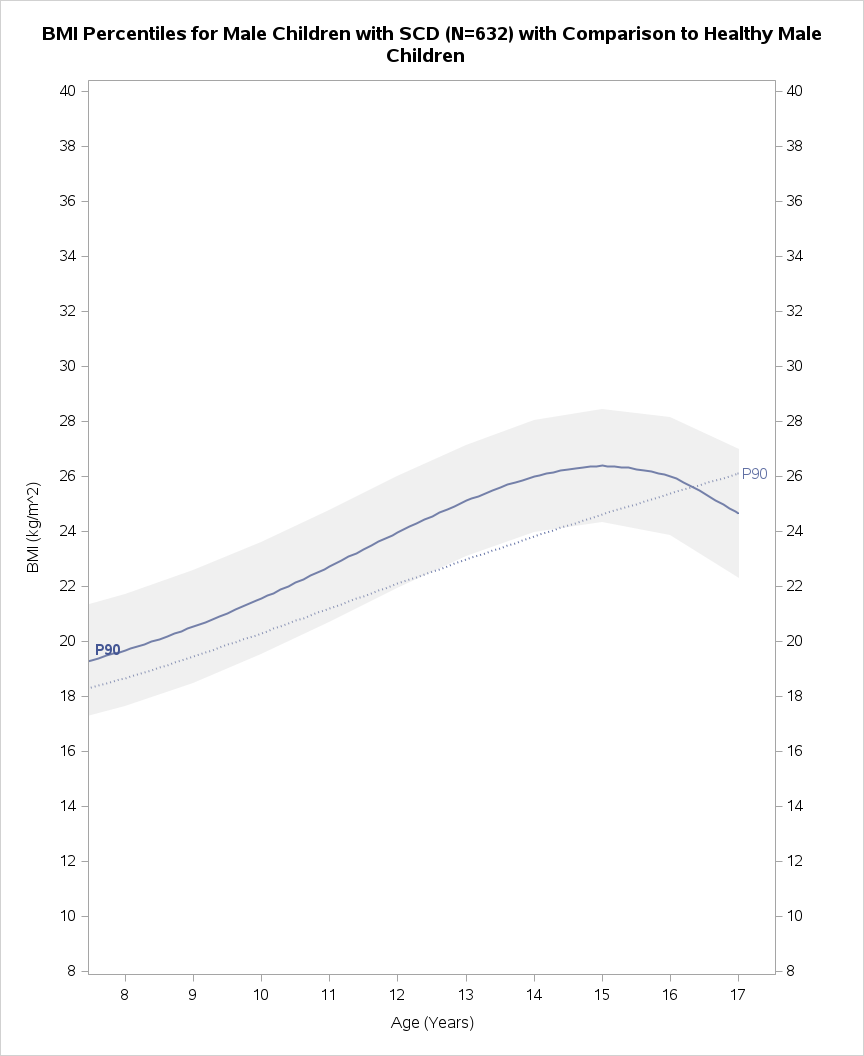 BMI Percentiles for Male Children with SCD (N=632) with Comparison to Healthy Male
Children
40 40
38 38
36 36
34 34
32 32
30 30
28 28
26 P90 26
24 24
BMI (kg/m^2)
22 22
20 20
P90
18 18
16 16
14 14
12 12
10 10
8 8
8 9 10 11 12 13 14 15 16 17
Age (Years)